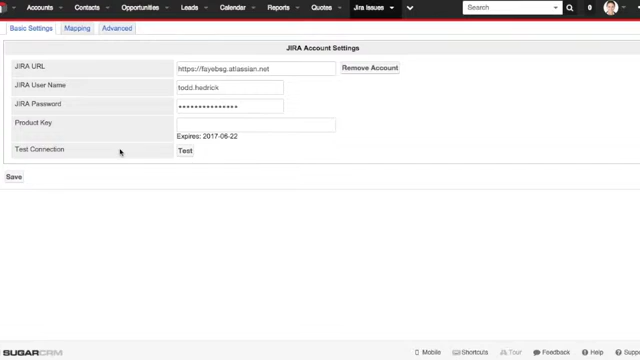 Accounts Contacts Opportunities Leads Calendar Reports Quotes Jira Issues Search 0
Basic Settings Mapping Advanced
JIRA Account Settings
JIRA URL https://fayebsg.atlassian.net Remove Account
JIRA User Name todd.hedrick
JIRA Password ***************
Product Key
Expires: 2017-06-22
Test Connection Test
Save
SUGARCRM Mobile Shortcuts Tour Feedback Help